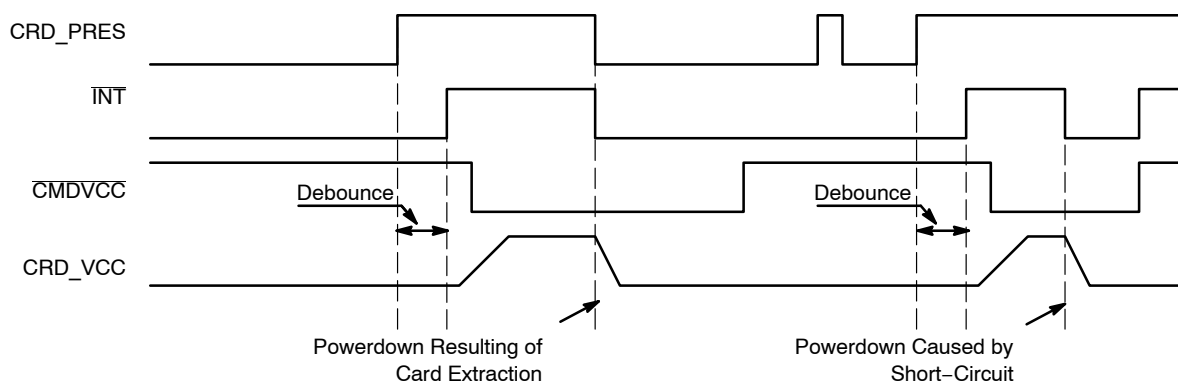 CRD_PRES
INT
CMDVCC
Debounce
Debounce
CRD_VCC
Powerdown Resulting of
Card Extraction
Powerdown Caused by
Short−Circuit